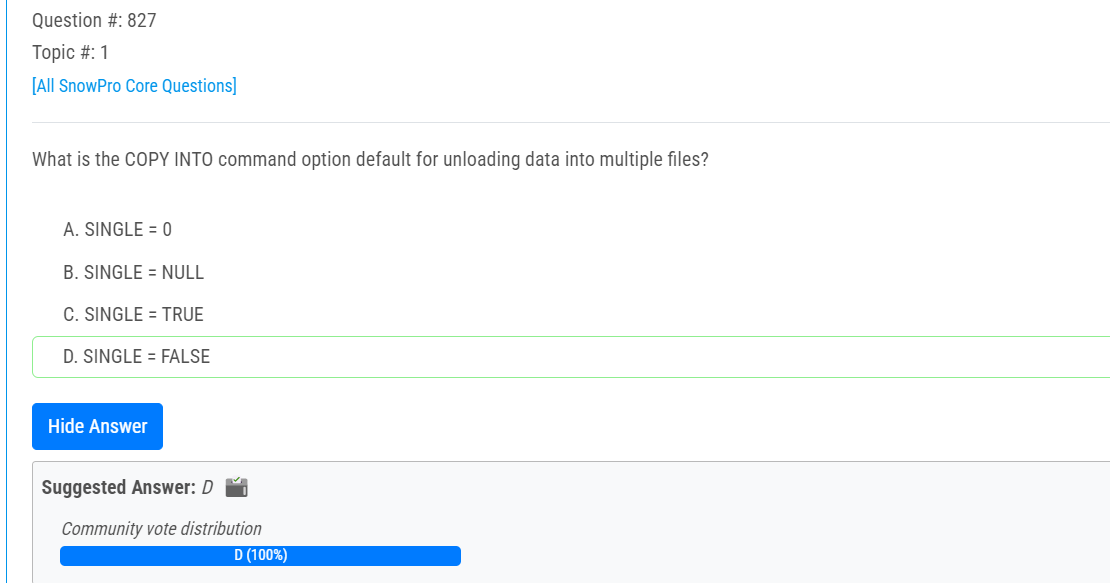 Question #: 827
Topic #: 1
[All SnowPro Core Questions]
What is the COPY INTO command option default for unloading data into multiple files?
A. SINGLE = 0
B. SINGLE = NULL
C. SINGLE = TRUE
D. SINGLE = FALSE
Hide Answer
Suggested Answer: D
Community vote distribution
D (100%)